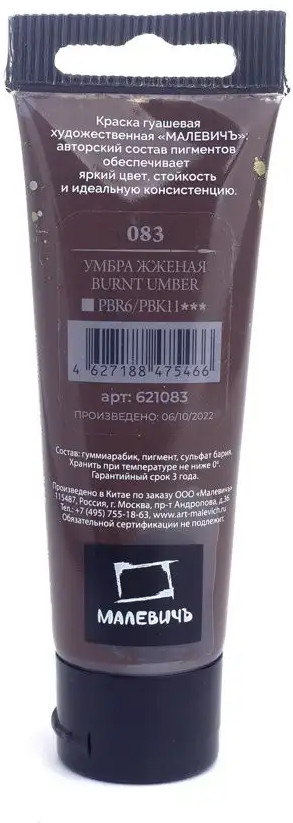 Краска гуашевая
художественная «МАЛЕВИЧЪ»:
авторский состав пигментов
обеспечивает
яркий цвет, стойкость
и идеальную консистенцию.
083
УМБРА ЖЖЕНАЯ
BURNT UMBER
PBR6/PBK11***
4 627188 475466
арт: 621083
ПРОИЗВЕДЕНО: 06/10/2022
Состав: гуммиарабик, пигмент, сульфат бария.
Хранить при температуре не ниже 0°.
Гарантийный срок 3 года.
Произведено в Китае по заказу ООО «Малевичъ»
115487, Россия, г. Москва, пр-т Андропова, д.36.
Тел.: +7 (495) 755-18-63, www.art-malevich.ru
Обязательной сертификации не подлежит.
МАЛЕВИЧЪ